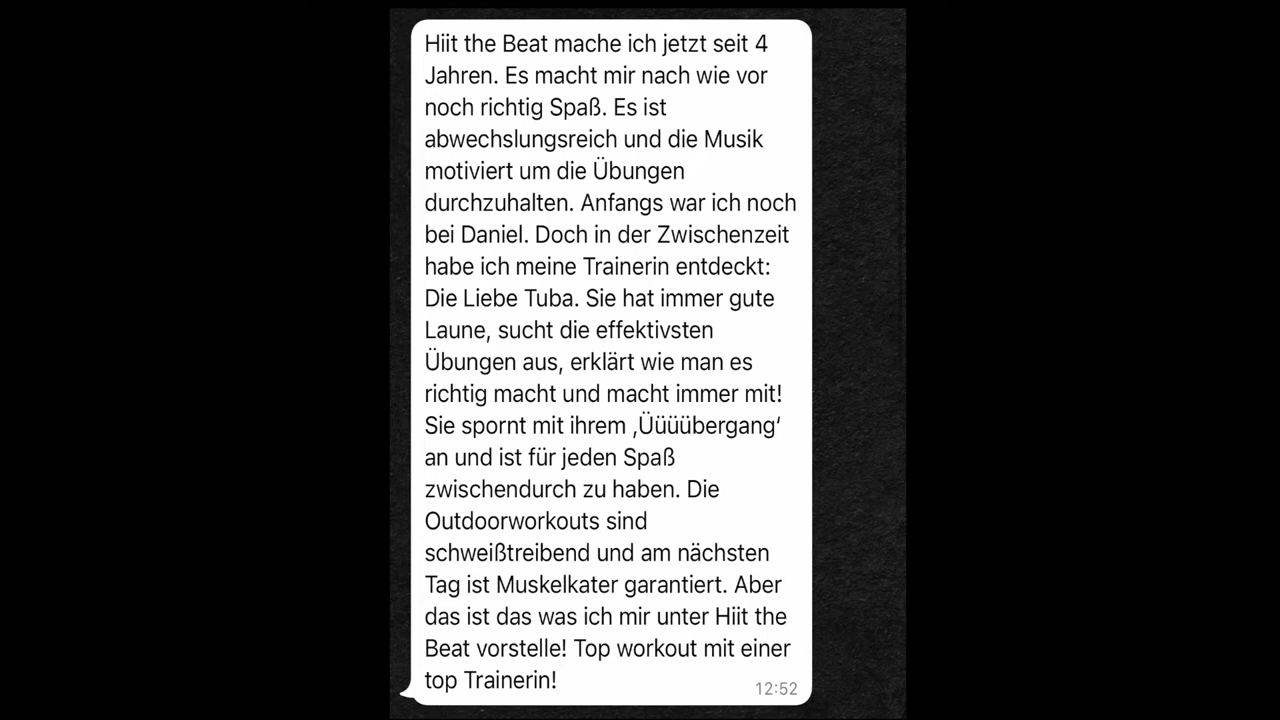 Hiit the Beat mache ich jetzt seit 4
Jahren. Es macht mir nach wie vor
noch richtig Spaß. Es ist
abwechslungsreich und die Musik
motiviert um die Übungen
durchzuhalten. Anfangs war ich noch
bei Daniel. Doch in der Zwischenzeit
habe ich meine Trainerin entdeckt:
Die Liebe Tuba. Sie hat immer gute
Laune, sucht die effektivsten
Übungen aus, erklärt wie man es
richtig macht und macht immer mit!
Sie spornt mit ihrem ‚Üüüübergang‘
an und ist für jeden Spaß
zwischendurch zu haben. Die
Outdoorworkouts sind
schweißtreibend und am nächsten
Tag ist Muskelkater garantiert. Aber
das ist das was ich mir unter Hiit the
Beat vorstelle! Top workout mit einer
top Trainerin!
12:52